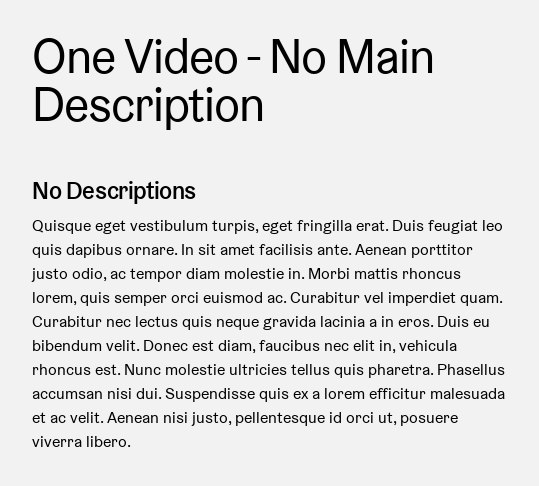 One Video - No Main
Description
No Descriptions
Quisque eget vestibulum turpis, eget fringilla erat. Duis feugiat leo
quis dapibus ornare. In sit amet facilisis ante. Aenean porttitor
justo odio, ac tempor diam molestie in. Morbi mattis rhoncus
lorem, quis semper orci euismod ac. Curabitur vel imperdiet quam.
Curabitur nec lectus quis neque gravida lacinia a in eros. Duis eu
bibendum velit. Donec est diam, faucibus nec elit in, vehicula
rhoncus est. Nunc molestie ultricies tellus quis pharetra. Phasellus
accumsan nisi dui. Suspendisse quis ex a lorem efficitur malesuada
et ac velit. Aenean nisi justo, pellentesque id orci ut, posuere
viverra libero.